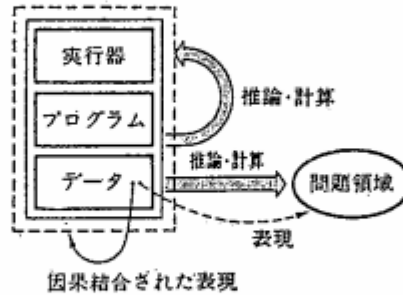 実行器
推論・計算
プログラム
推論・計算
データ
問題領域
表現
因果結合された表現